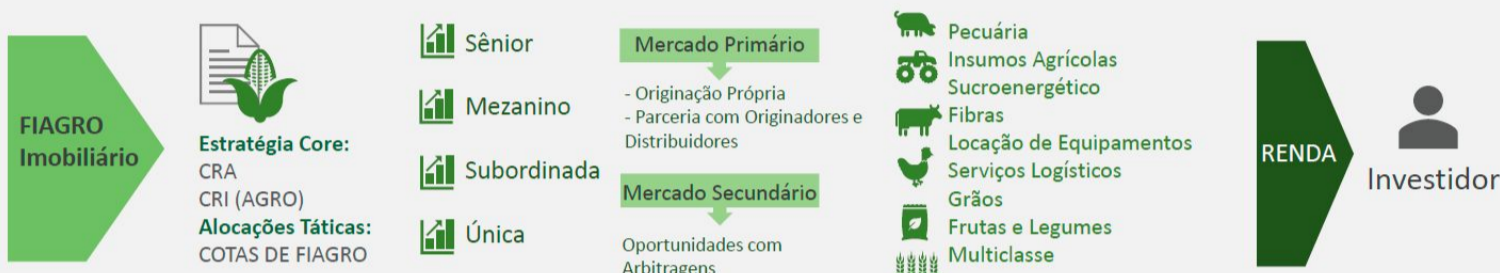 FIAGRO
Imobiliário
Estratégia Core:
CRA
CRI (AGRO)
Alocações Táticas:
COTAS DE FIAGRO
Sênior
Mezanino
Subordinada
Única
Mercado Primário
- Originação Própria
- Parceria com Originadores e
Distribuidores
Mercado Secundário
Oportunidades com
Arbitragens
Pecuária
Insumos Agrícolas
Sucroenergético
Fibras
Locação de Equipamentos
Serviços Logísticos
Grãos
Frutas e Legumes
Multiclasse
RENDA
Investidor